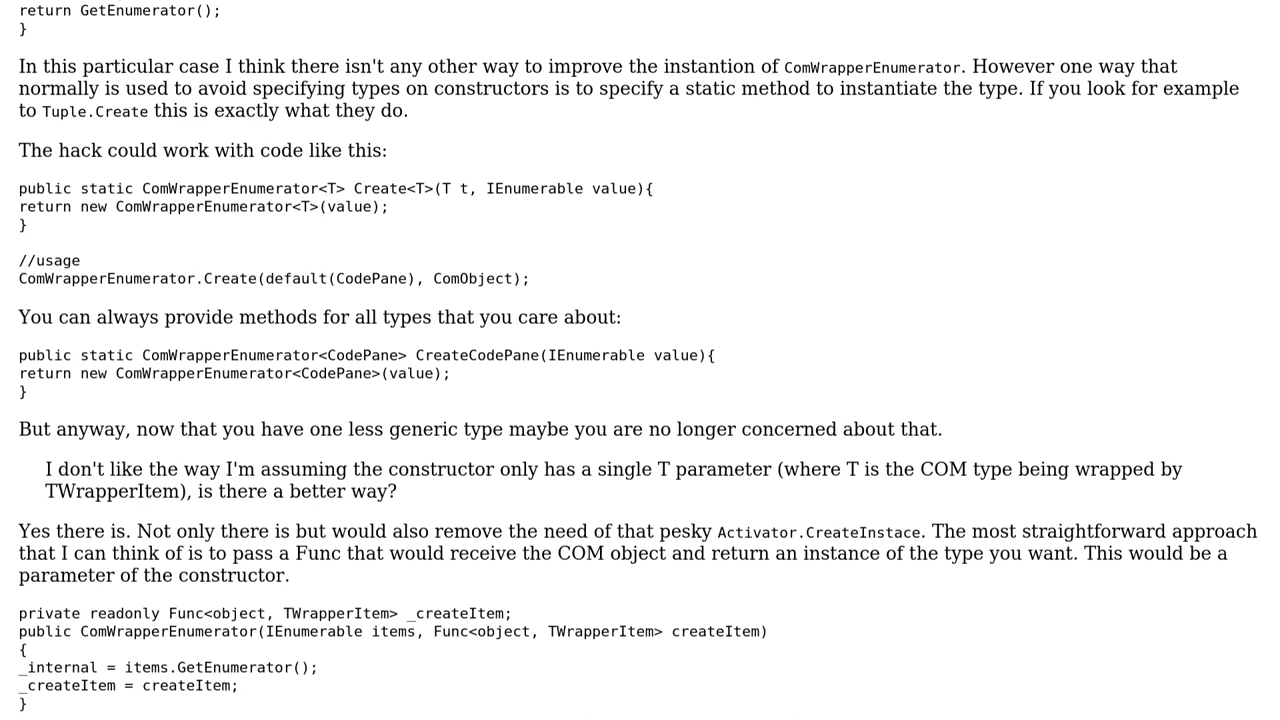 return GetEnumerator();
}
In this particular case I think there isn't any other way to improve the instantion of ComWrapperEnumerator. However one way that
normally is used to avoid specifying types on constructors is to specify a static method to instantiate the type. If you look for example
to Tuple.Create this is exactly what they do.
The hack could work with code like this:
public static ComWrapperEnumerator<T> Create<T>(T t, IEnumerable value){
return new ComWrapperEnumerator<T>(value);
}
//usage
ComWrapperEnumerator.Create(default(CodePane), ComObject);
You can always provide methods for all types that you care about:
public static ComWrapperEnumerator<CodePane> CreateCodePane(IEnumerable value){
return new ComWrapperEnumerator<CodePane>(value);
}
But anyway, now that you have one less generic type maybe you are no longer concerned about that.
I don't like the way I'm assuming the constructor only has a single T parameter (where T is the COM type being wrapped by
TWrapperItem), is there a better way?
Yes there is. Not only there is but would also remove the need of that pesky Activator.CreateInstace. The most straightforward approach
that I can think of is to pass a Func that would receive the COM object and return an instance of the type you want. This would be a
parameter of the constructor.
private readonly Func<object, TWrapperItem> _createItem;
public ComWrapperEnumerator(IEnumerable items, Func<object, TWrapperItem> createItem)
{
_internal = items.GetEnumerator();
_createItem = createItem;
}